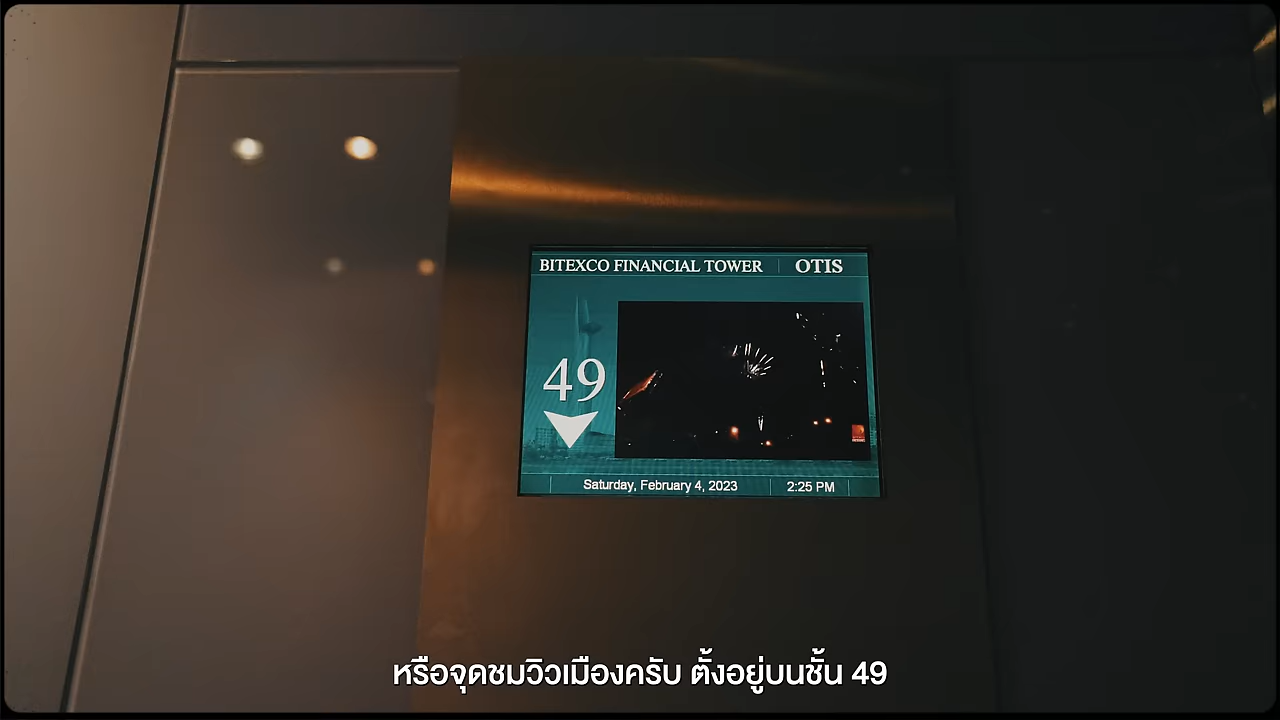 BITEXCO FINANCIAL TOWER OTIS
49
Saturday, February 4, 2023 2:25 PM
หรือจุดชมวิวเมืองครับ ตั้งอยู่บนชั้น 49